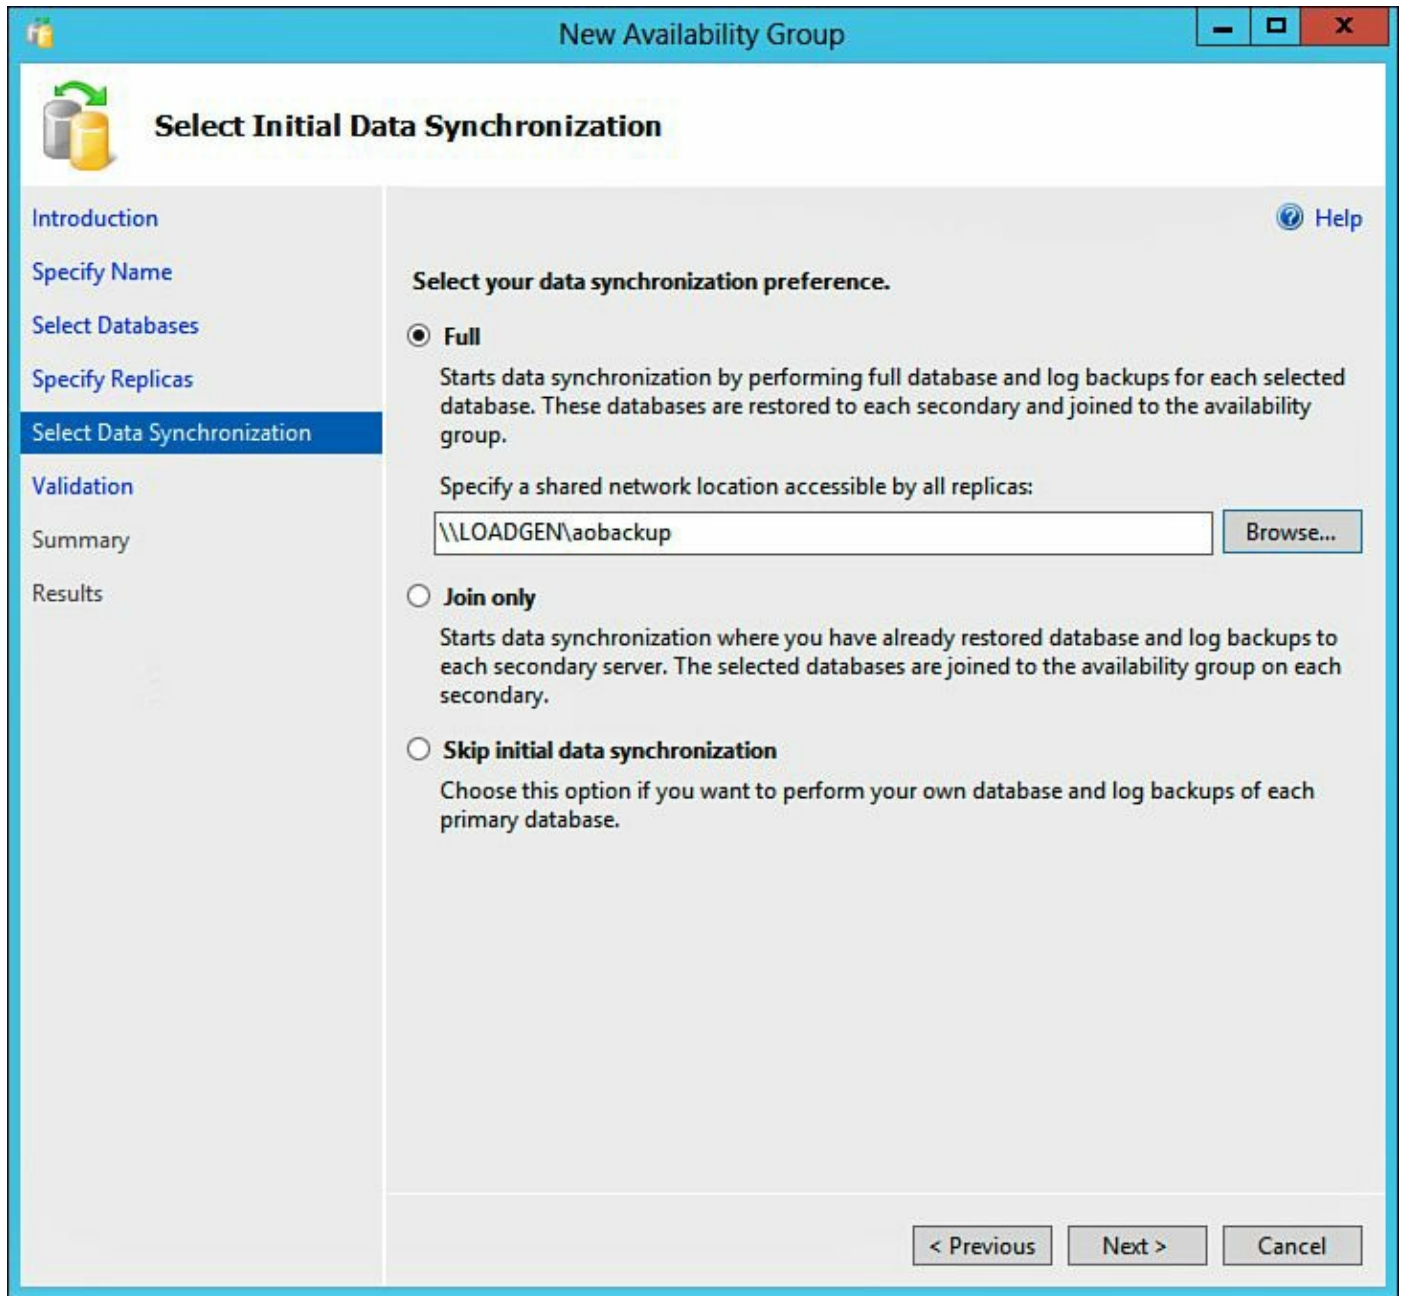 New Availability Group
Select Initial Data Synchronization
Introduction
Specify Name
Select Databases
Specify Replicas
Select Data Synchronization
Validation
Summary
Results
Help
Select your data synchronization preference.
Full
Starts data synchronization by performing full database and log backups for each selected
database. These databases are restored to each secondary and joined to the availability
group.
Specify a shared network location accessible by all replicas:
\\LOADGEN\aobackup
Browse...
Join only
Starts data synchronization where you have already restored database and log backups to
each secondary server. The selected databases are joined to the availability group on each
secondary.
Skip initial data synchronization
Choose this option if you want to perform your own database and log backups of each
primary database.
< Previous
Next >
Cancel